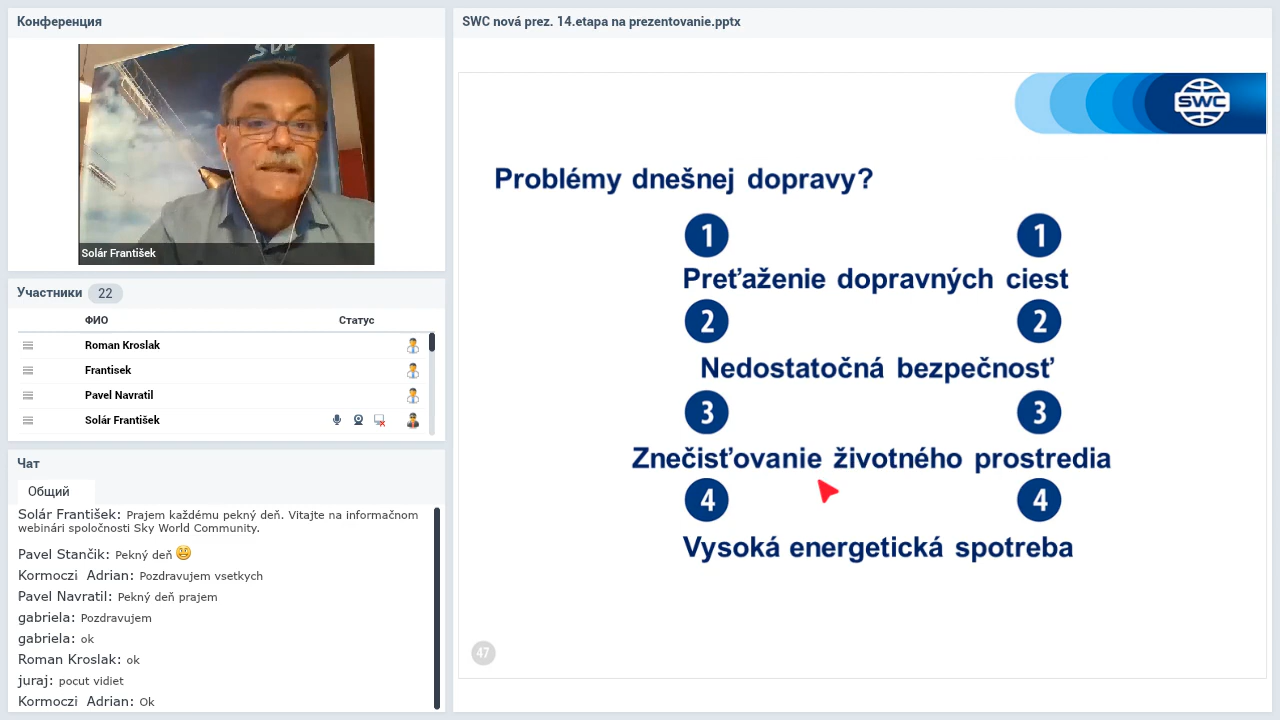 Конференция
Solár František
Участники 22
ФИО Статус
Roman Kroslak
Frantisek
Pavel Navratil
Solár František
Чат
Общий
Solár František: Prajem každému pekný deň. Vitajte na informačnom
webinári spoločnosti Sky World Community.
Pavel Stančik: Pekný deň
Kormoczi Adrian: Pozdravujem vsetkych
Pavel Navratil: Pekný deň prajem
gabriela: Pozdravujem
gabriela: ok
Roman Kroslak: ok
juraj: pocut vidiet
Kormoczi Adrian: Ok
SWC nová prez. 14.etapa na prezentovanie.pptx
SWC
Problémy dnešnej dopravy?
1 1
Preťaženie dopravných ciest
2 2
Nedostatočná bezpečnosť
3 3
Znečisťovanie životného prostredia
4 4
Vysoká energetická spotreba
47